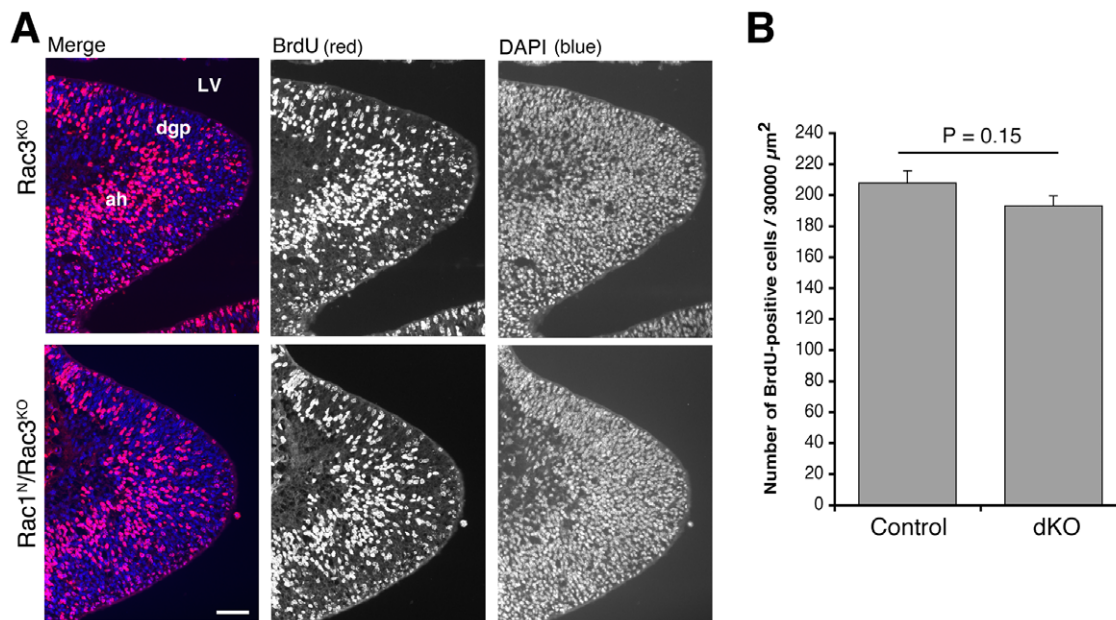 A
Merge
BrdU (red)
DAPI (blue)
Rac3KO
LV
dgp
ah
Rac1N/Rac3KO
B
Number of BrdU-positive cells / 30000 µm2
240
220
200
180
160
140
120
100
80
60
40
20
0
P = 0.15
Control
dKO